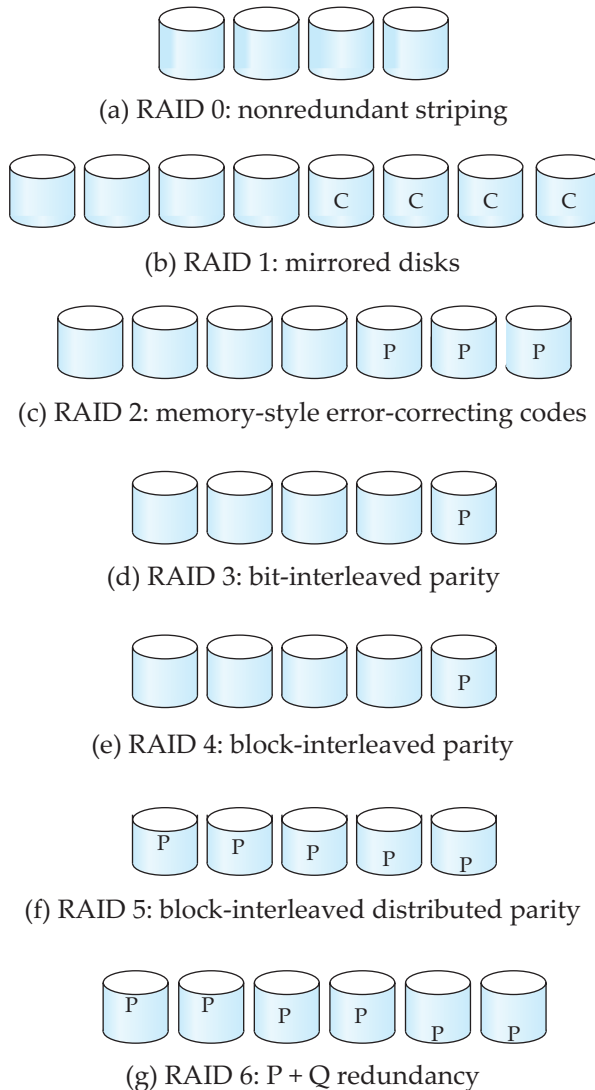 (a) RAID 0: nonredundant striping
C C C C
(b) RAID 1: mirrored disks
P P P
(c) RAID 2: memory-style error-correcting codes
P
(d) RAID 3: bit-interleaved parity
P
(e) RAID 4: block-interleaved parity
P P P P P
(f) RAID 5: block-interleaved distributed parity
P P P P P P
(g) RAID 6: P + Q redundancy